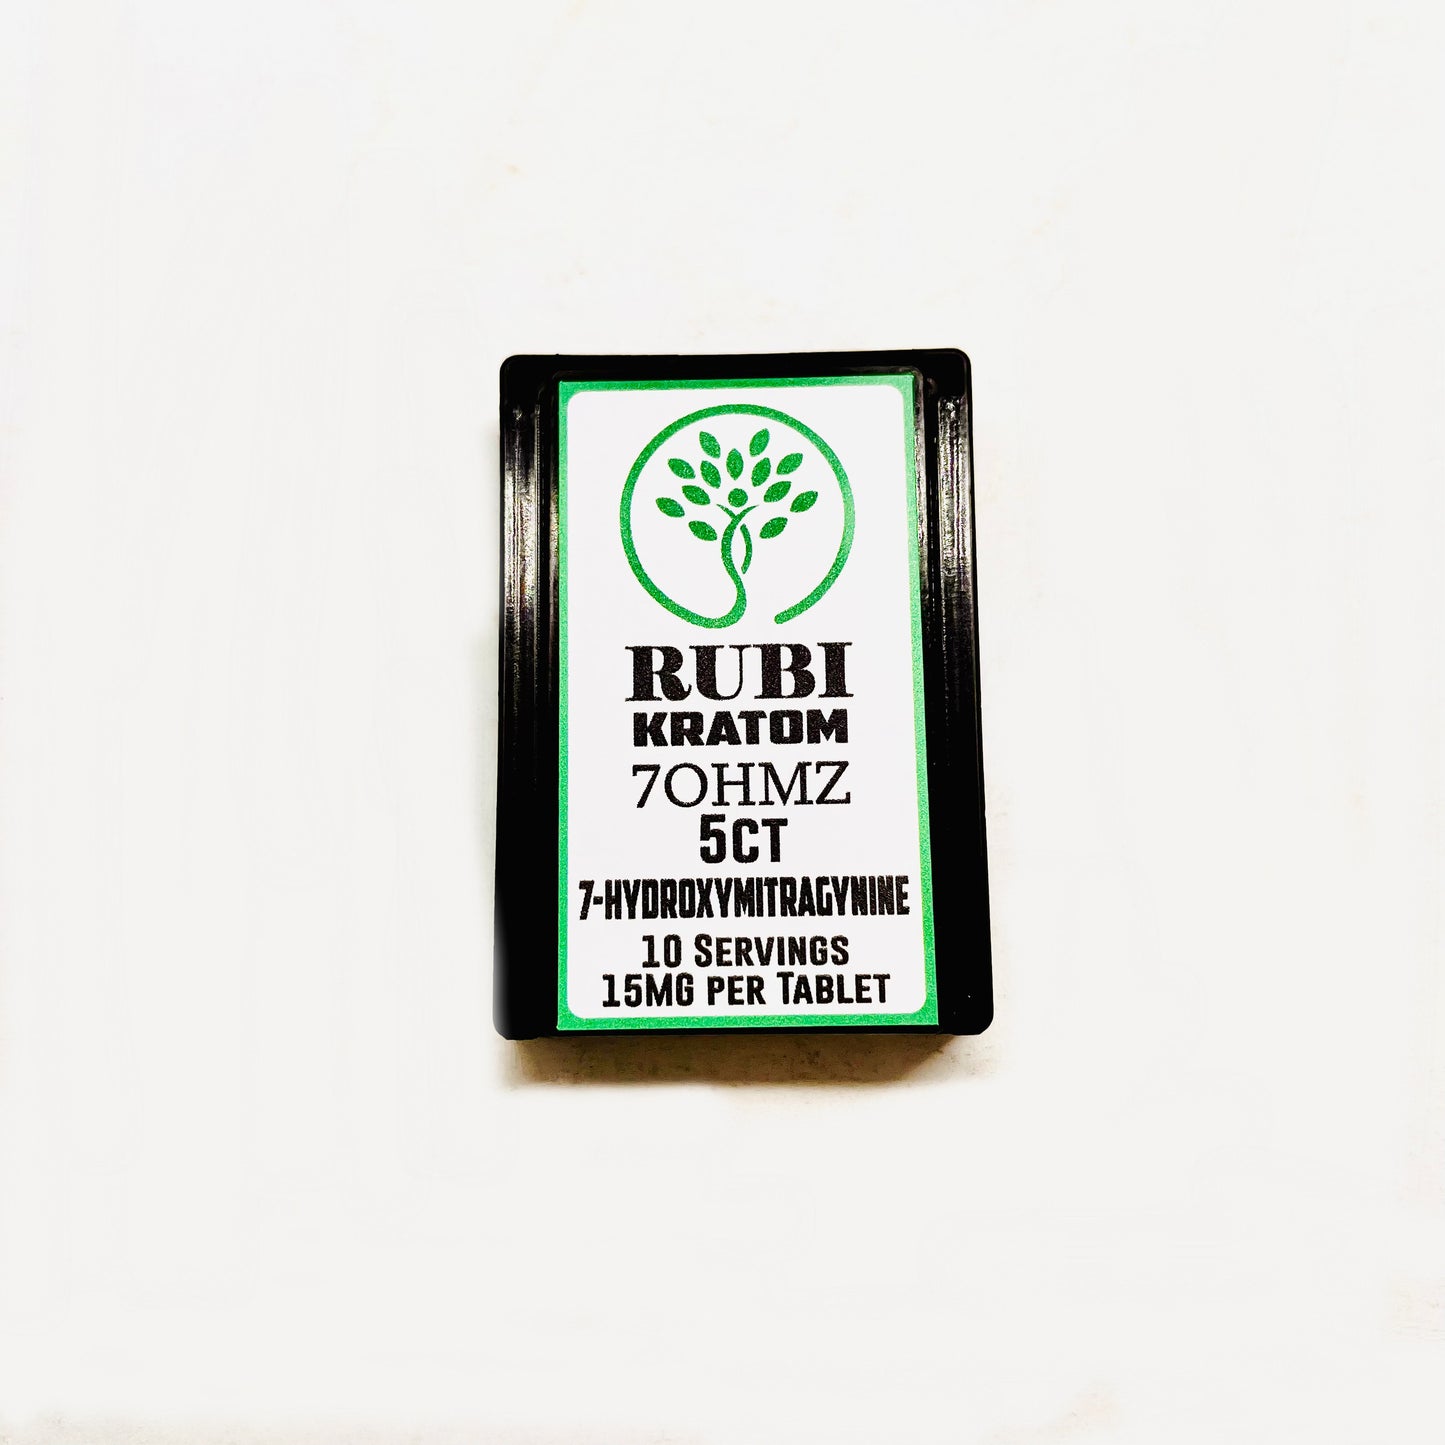 RUBI
KRATOM
7OHMZ
5CT
7-HYDROXYMITRAGYNINE
10 SERVINGS
15MG PER TABLET